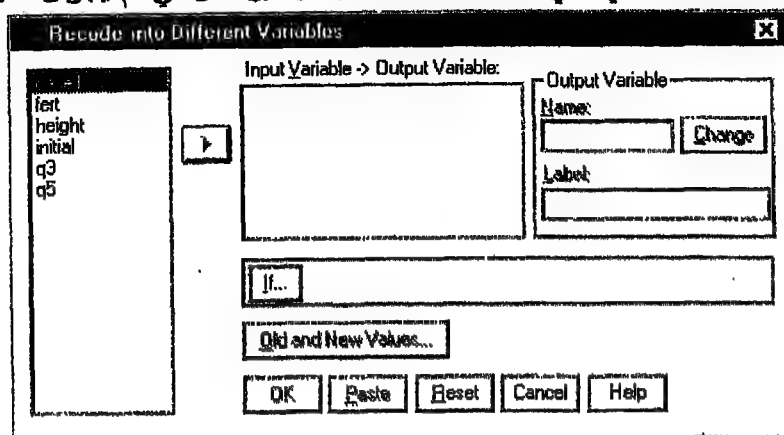 Recode into Different Variables
Input Variable -> Output Variable:
Output Variable
Name:
Change
Label:
fert
height
initial
q3
q5
If...
Old and New Values...
OK
Paste
Reset
Cancel
Help